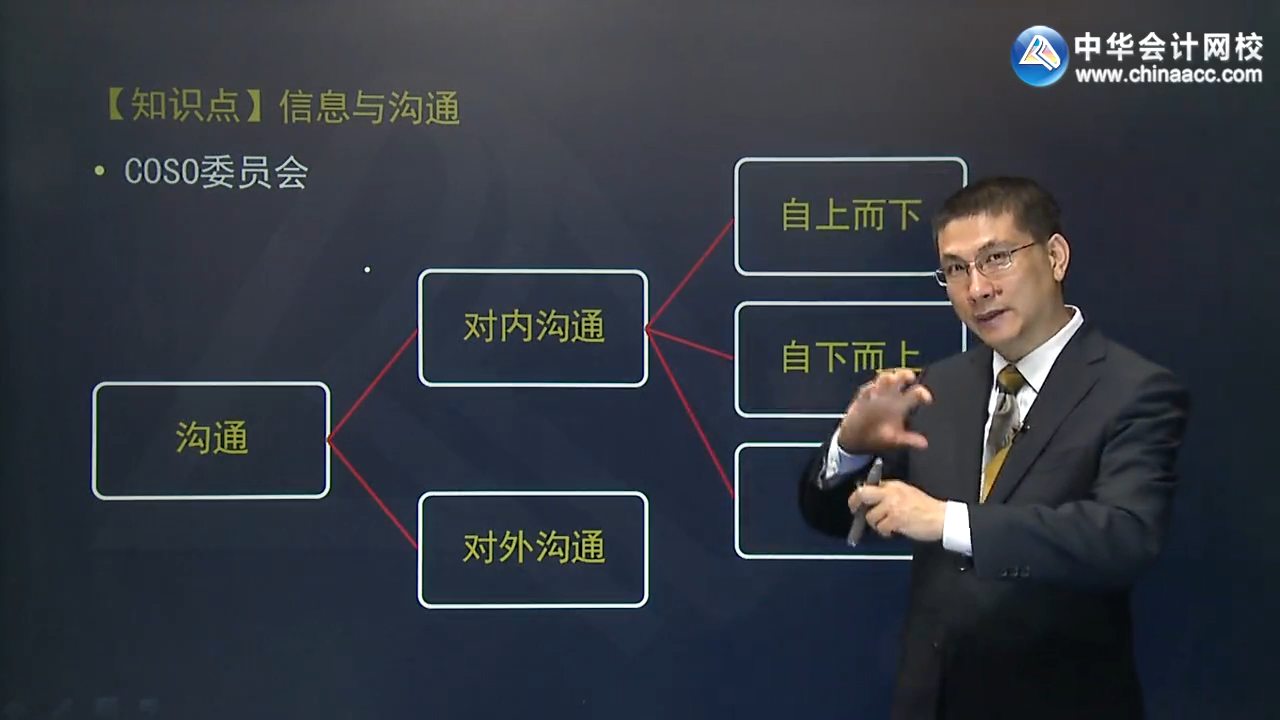 中华会计网校
www.chinaacc.com
【知识点】信息与沟通
• COSO委员会
自上而下
对内沟通
自下而上
沟通
对外沟通